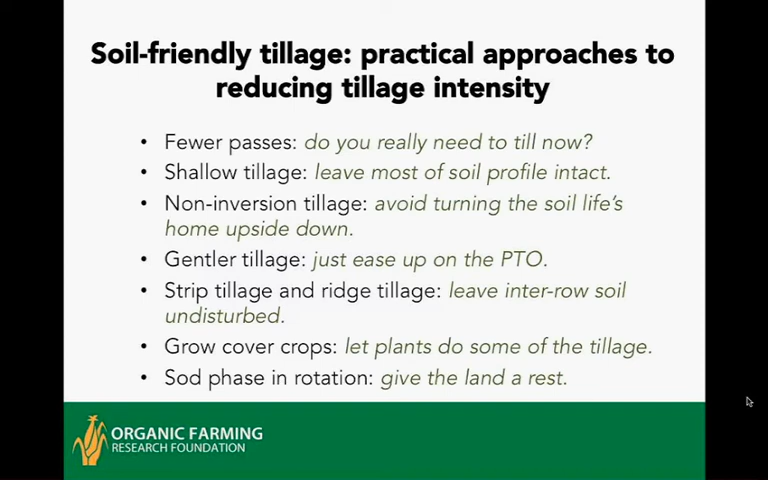 Soil-friendly tillage: practical approaches to
reducing tillage intensity
• Fewer passes: do you really need to till now?
• Shallow tillage: leave most of soil profile intact.
• Non-inversion tillage: avoid turning the soil life's
home upside down.
• Gentler tillage: just ease up on the PTO.
• Strip tillage and ridge tillage: leave inter-row soil
undisturbed.
• Grow cover crops: let plants do some of the tillage.
• Sod phase in rotation: give the land a rest.
ORGANIC FARMING
RESEARCH FOUNDATION